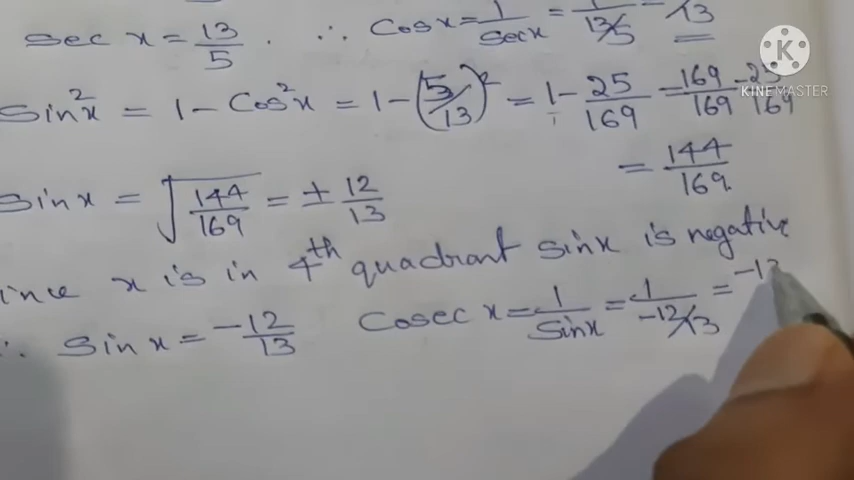 sec x = 13/5 . ∴ Cos x = 1/Sec x = 1/(13/5) = /13
Sin²x = 1 - Cos²x = 1 - (5/13)² = 1 - 25/169 = 169/169 - 25/169
= 144/169
Sin x = √144/169 = ± 12/13
ince x is in 4th quadrant sin x is negative
∴ Sin x = -12/13 Cosec x = 1/Sin x = 1/(-12/13) = -13
KINEMASTER